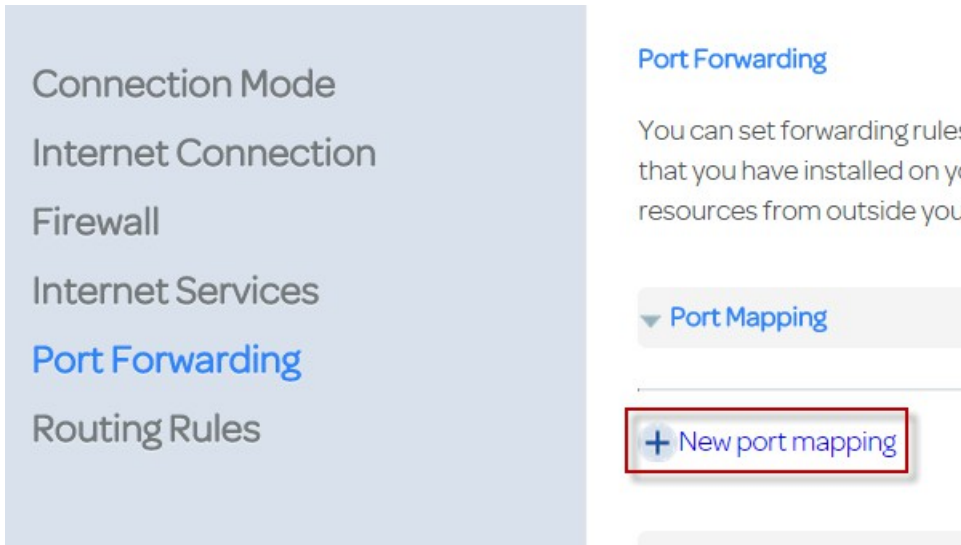 Connection Mode
Internet Connection
Firewall
Internet Services
Port Forwarding
Routing Rules
Port Forwarding
You can set forwarding rules
that you have installed on yo
resources from outside you
Port Mapping
New port mapping